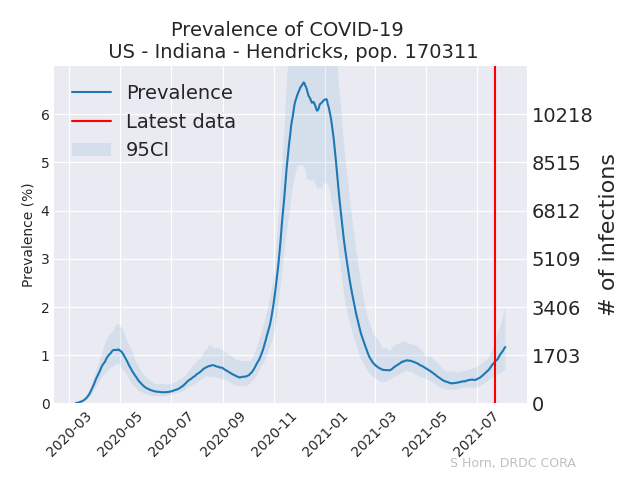 Prevalence of COVID-19
US - Indiana - Hendricks, pop. 170311
Prevalence
Latest data
95CI
Prevalence (%)
6
5
4
3
2
1
0
10218
8515
6812
5109
3406
1703
0
# of infections
2020-03
2020-05
2020-07
2020-09
2020-11
2021-01
2021-03
2021-05
2021-07
S Horn, DRDC CORA